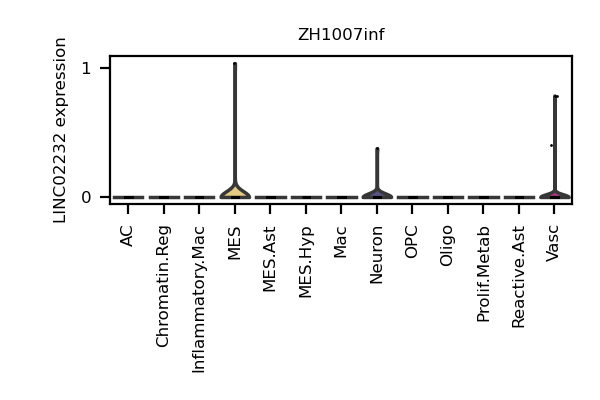 ZH1007inf
LINC02232 expression
1
0
AC
Chromatin.Reg
Inflammatory.Mac
MES
MES.Ast
MES.Hyp
Mac
Neuron
OPC
Oligo
Prolif.Metab
Reactive.Ast
Vasc